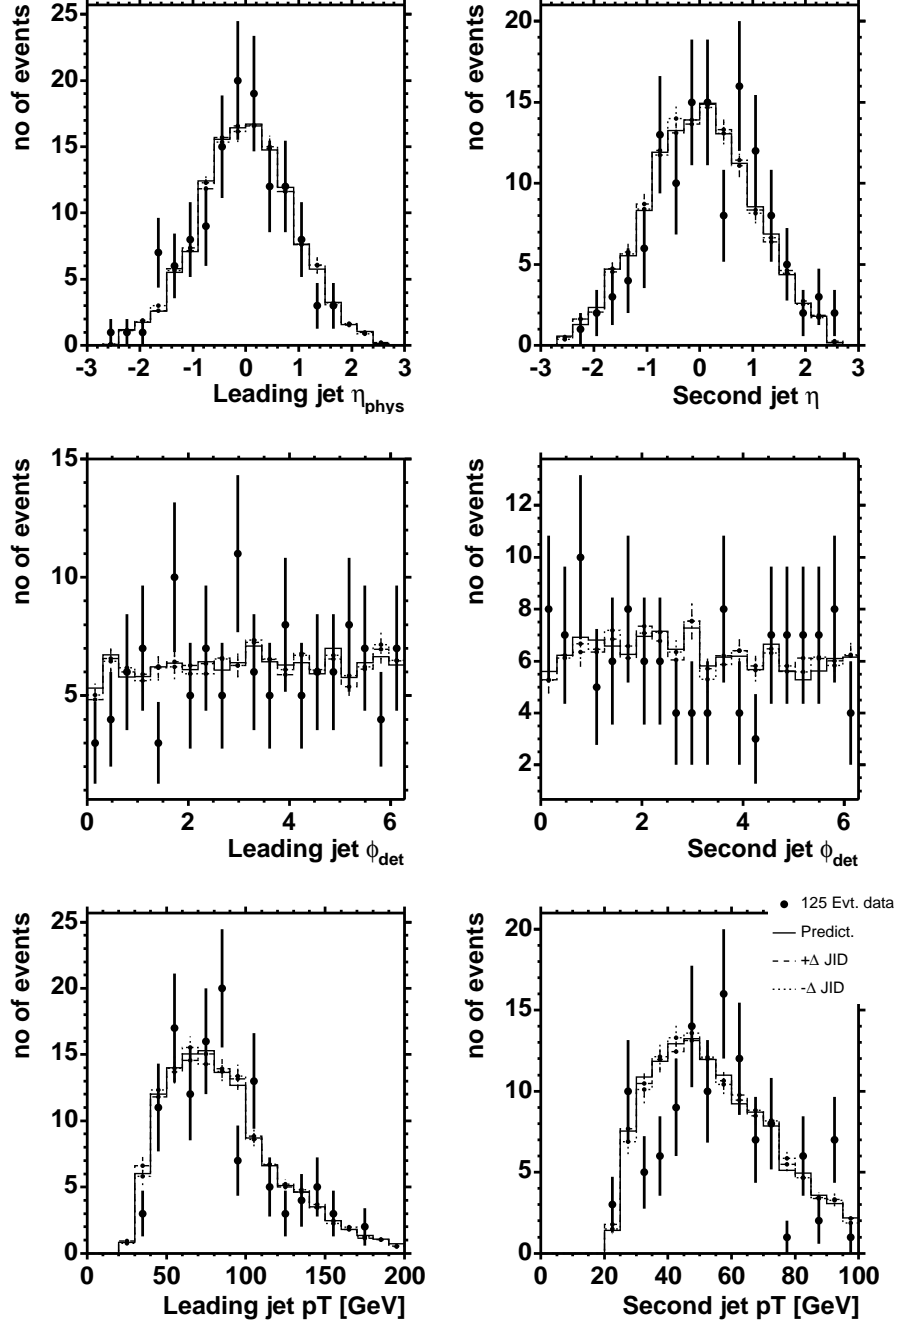 no of events
25
20
15
10
5
0
-3 -2 -1 0 1 2 3
Leading jet ηphys
no of events
20
15
10
5
0
-3 -2 -1 0 1 2 3
Second jet η
no of events
15
10
5
0 2 4 6
Leading jet ϕdet
no of events
12
10
8
6
4
2
0 2 4 6
Second jet ϕdet
no of events
25
20
15
10
5
0
0 50 100 150 200
Leading jet pT [GeV]
no of events
20
15
10
5
0
0 20 40 60 80 100
Second jet pT [GeV]
125 Evt. data
Predict.
+Δ JID
-Δ JID